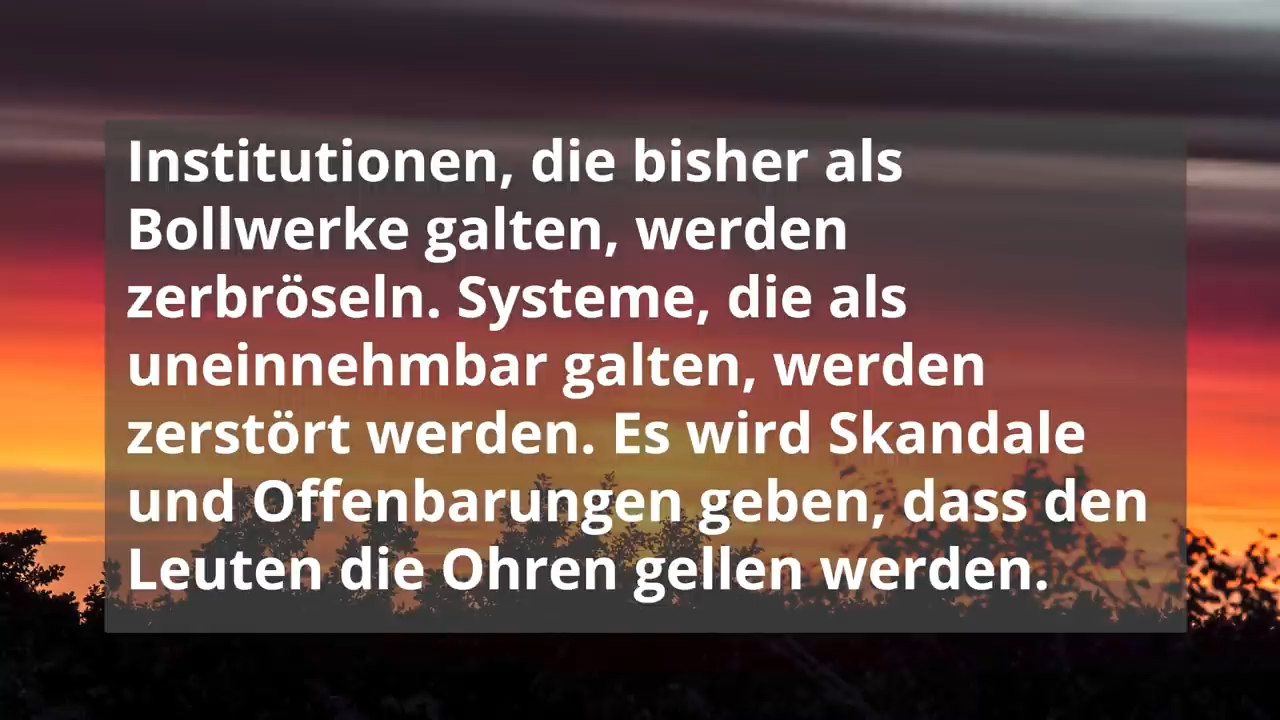 Institutionen, die bisher als
Bollwerke galten, werden
zerbröseln. Systeme, die als
uneinnehmbar galten, werden
zerstört werden. Es wird Skandale
und Offenbarungen geben, dass den
Leuten die Ohren gellen werden.